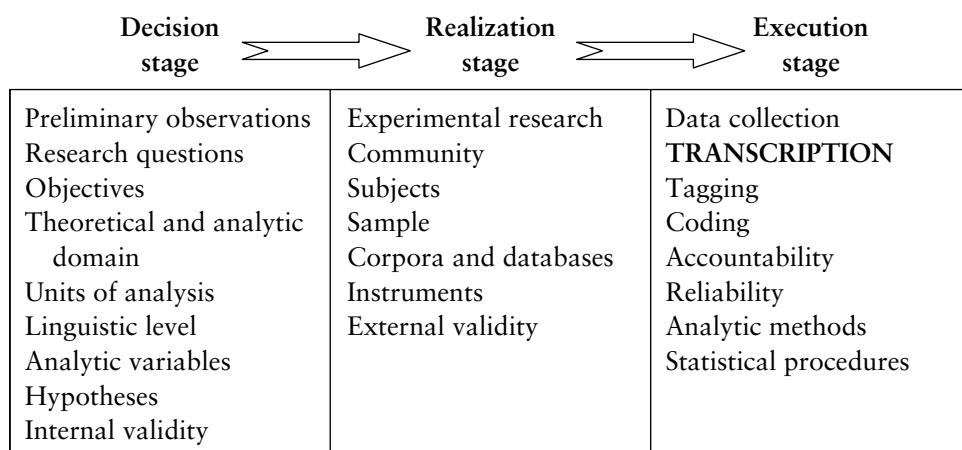 Decision stage
Realization stage
Execution stage
Preliminary observations
Research questions
Objectives
Theoretical and analytic
domain
Units of analysis
Linguistic level
Analytic variables
Hypotheses
Internal validity
Experimental research
Community
Subjects
Sample
Corpora and databases
Instruments
External validity
Data collection
TRANSCRIPTION
Tagging
Coding
Accountability
Reliability
Analytic methods
Statistical procedures